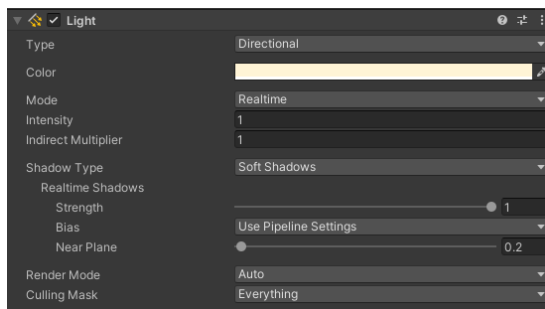 Light
Type Directional
Color
Mode Realtime
Intensity 1
Indirect Multiplier 1
Shadow Type Soft Shadows
Realtime Shadows
Strength 1
Bias Use Pipeline Settings
Near Plane 0.2
Render Mode Auto
Culling Mask Everything